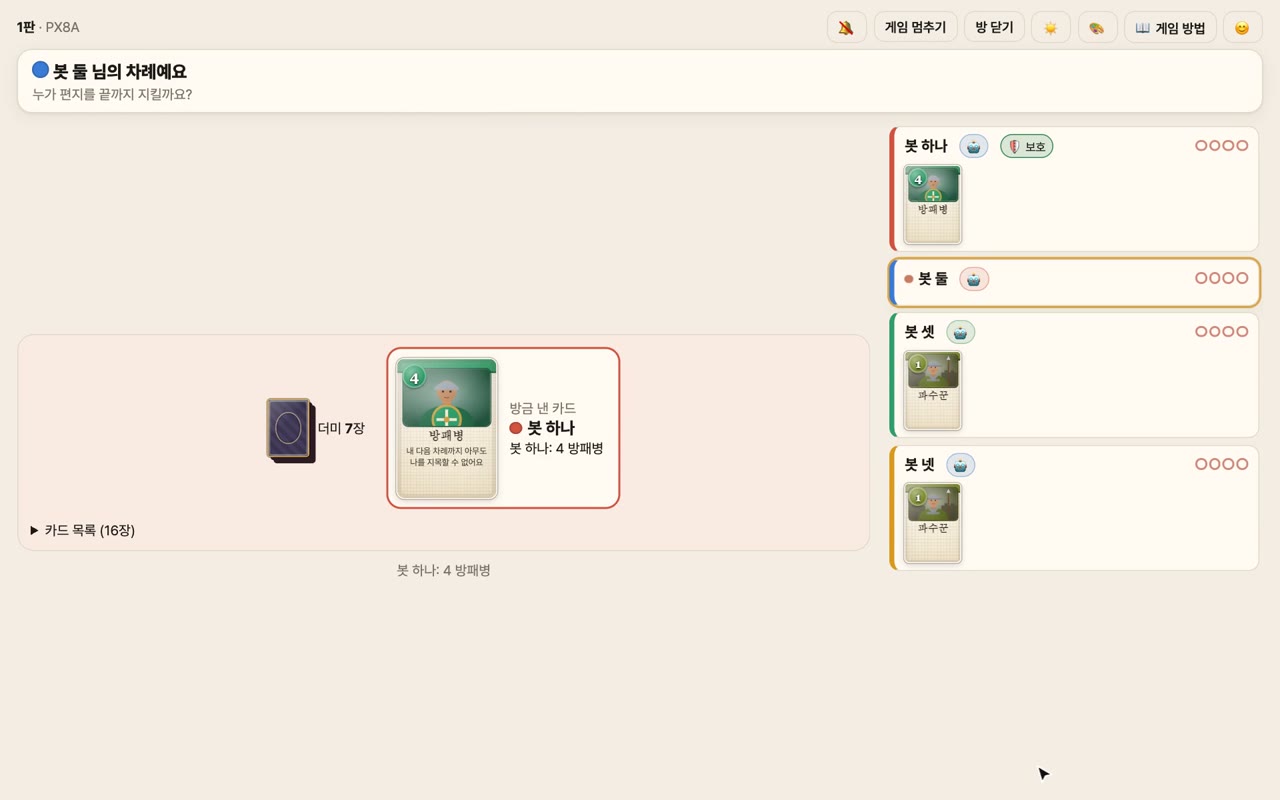 1판 · PX8A
게임 멈추기
방 닫기
게임 방법
봇 둘 님의 차례예요
누가 편지를 끝까지 지킬까요?
더미 7장
4
방패병
내 다음 차례까지 아무도
나를 지목할 수 없어요
방금 낸 카드
봇 하나
봇 하나: 4 방패병
▶ 카드 목록 (16장)
봇 하나: 4 방패병
봇 하나
보호
4
방패병
봇 둘
봇 셋
1
파수꾼
봇 넷
1
파수꾼